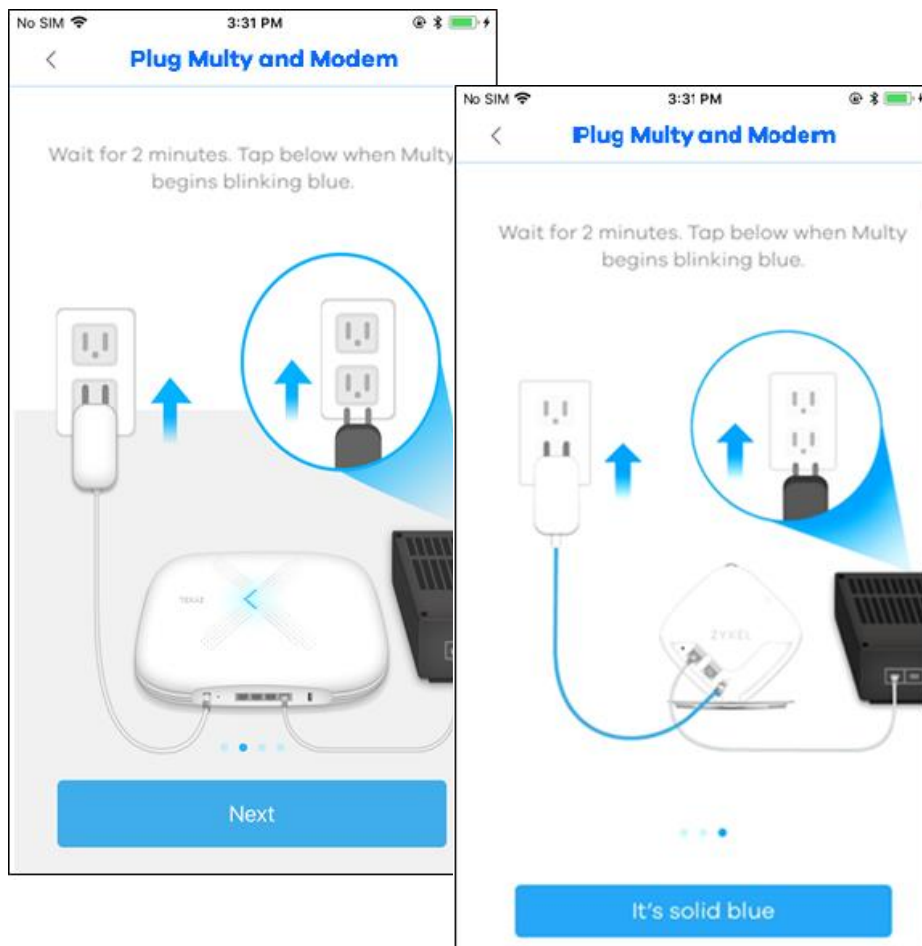 No SIM 3:31 PM
Plug Multy and Modem
Wait for 2 minutes. Tap below when Multy
begins blinking blue.
Next
No SIM 3:31 PM
Plug Multy and Modem
Wait for 2 minutes. Tap below when Multy
begins blinking blue.
ZYXEL
It's solid blue